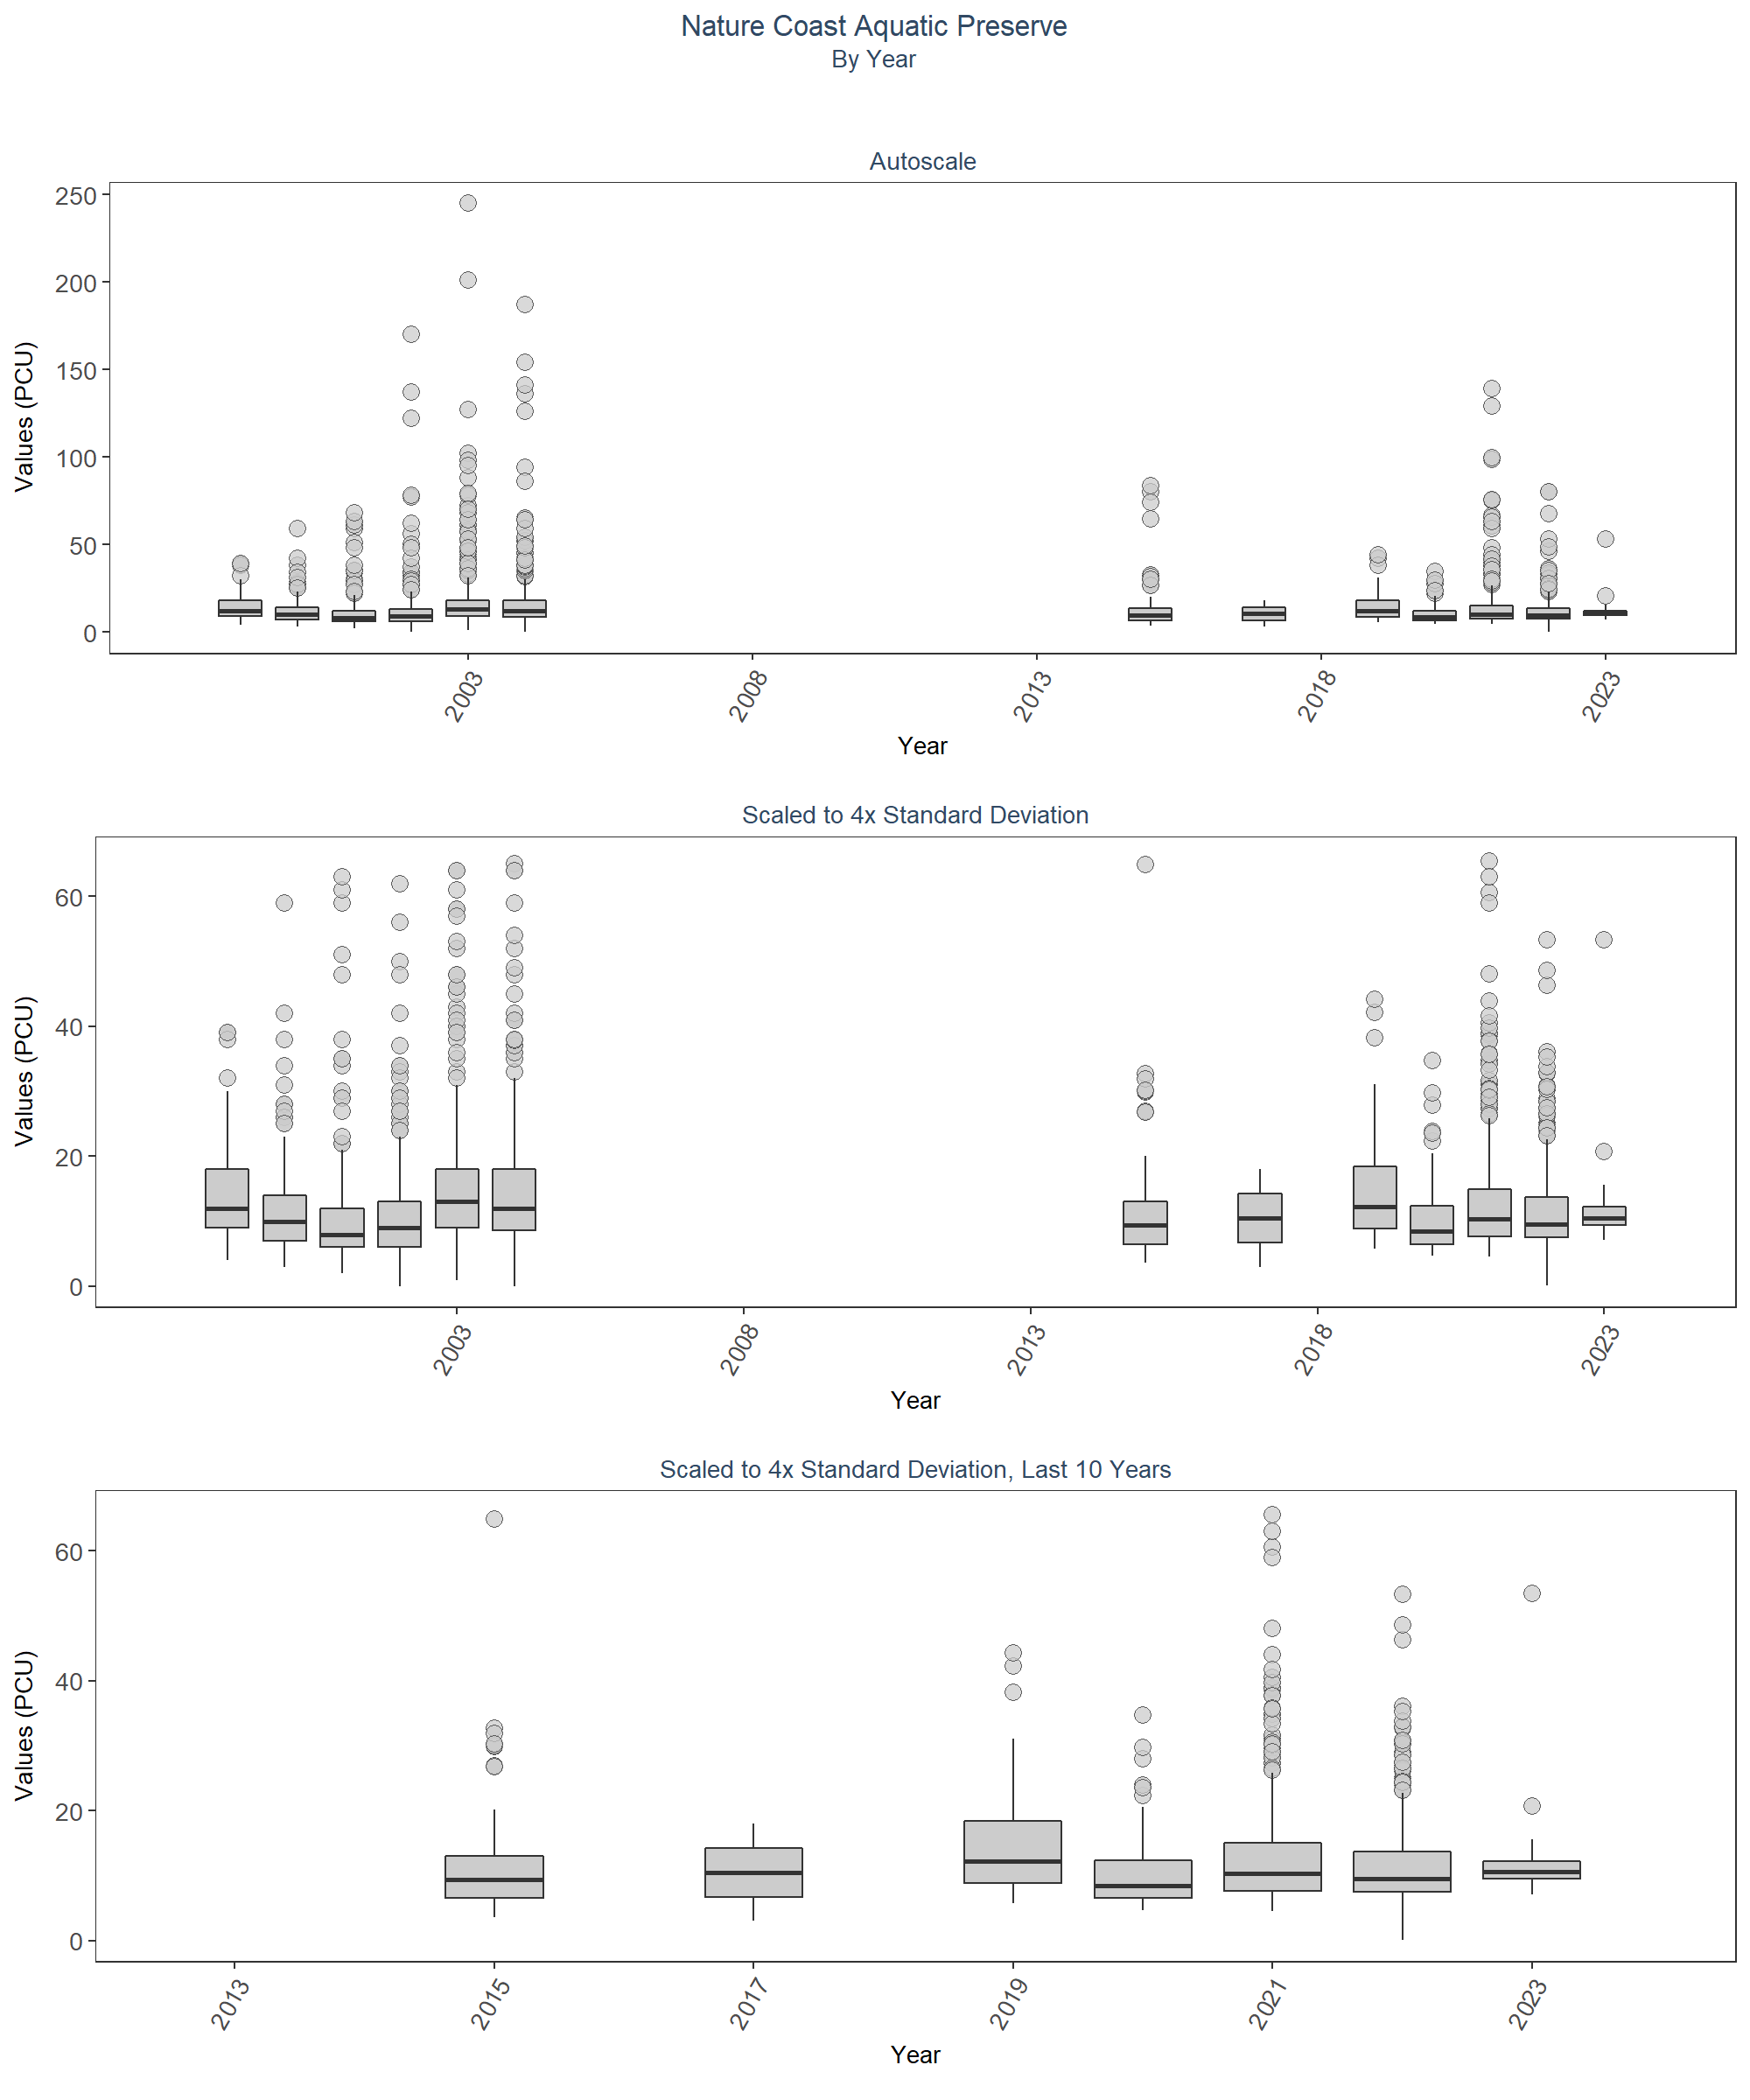 Nature Coast Aquatic Preserve
By Year
Autoscale
Values (PCU)
250
200
150
100
50
0
2003
2008
2013
2018
2023
Year
Scaled to 4x Standard Deviation
Values (PCU)
60
40
20
0
2003
2008
2013
2018
2023
Year
Scaled to 4x Standard Deviation, Last 10 Years
Values (PCU)
60
40
20
0
2013
2015
2017
2019
2021
2023
Year